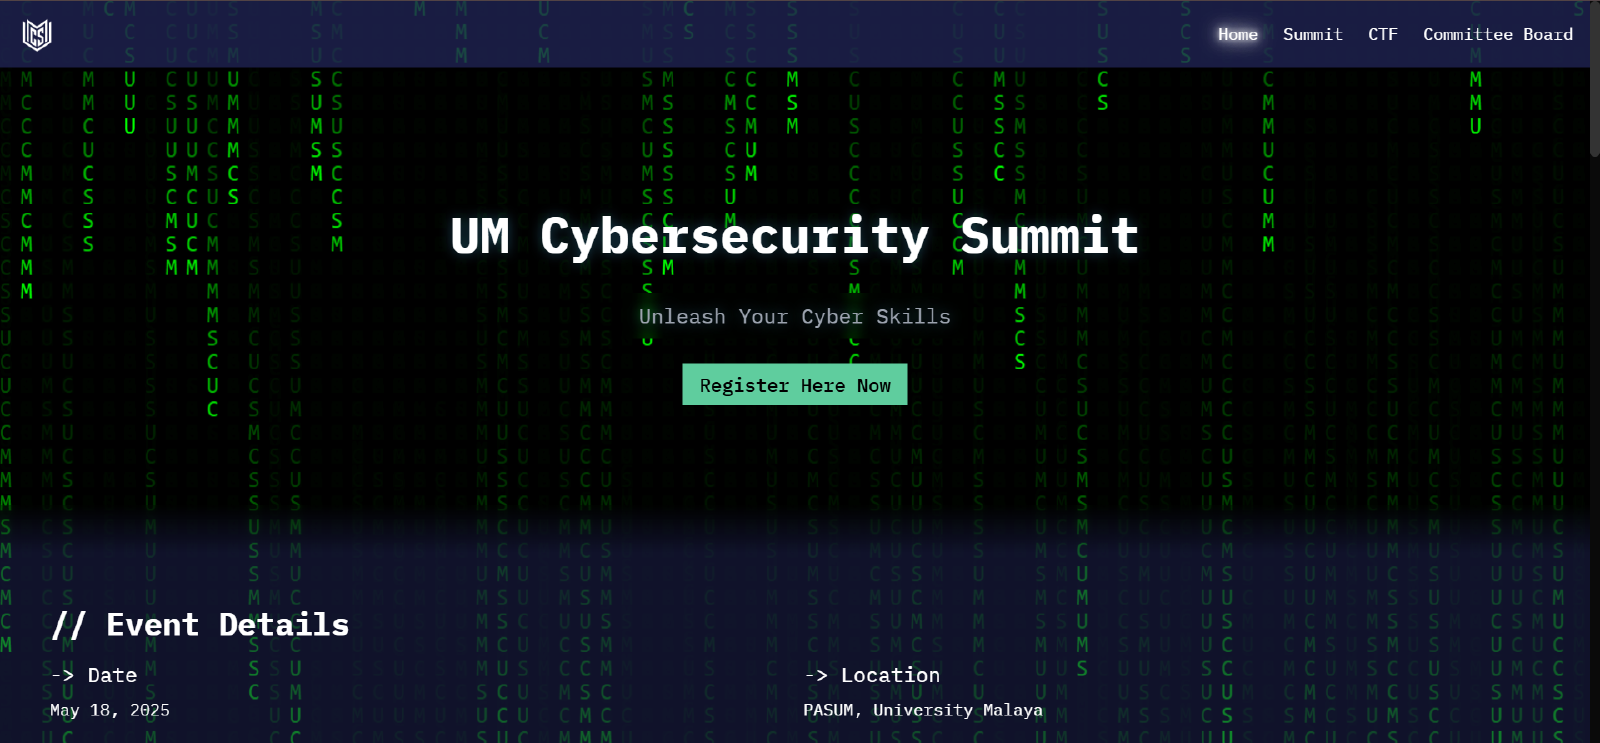 Home Summit CTF Committee Board
UM Cybersecurity Summit
Unleash Your Cyber Skills
Register Here Now
// Event Details
-> Date
May 18, 2025
-> Location
PASUM, University Malaya